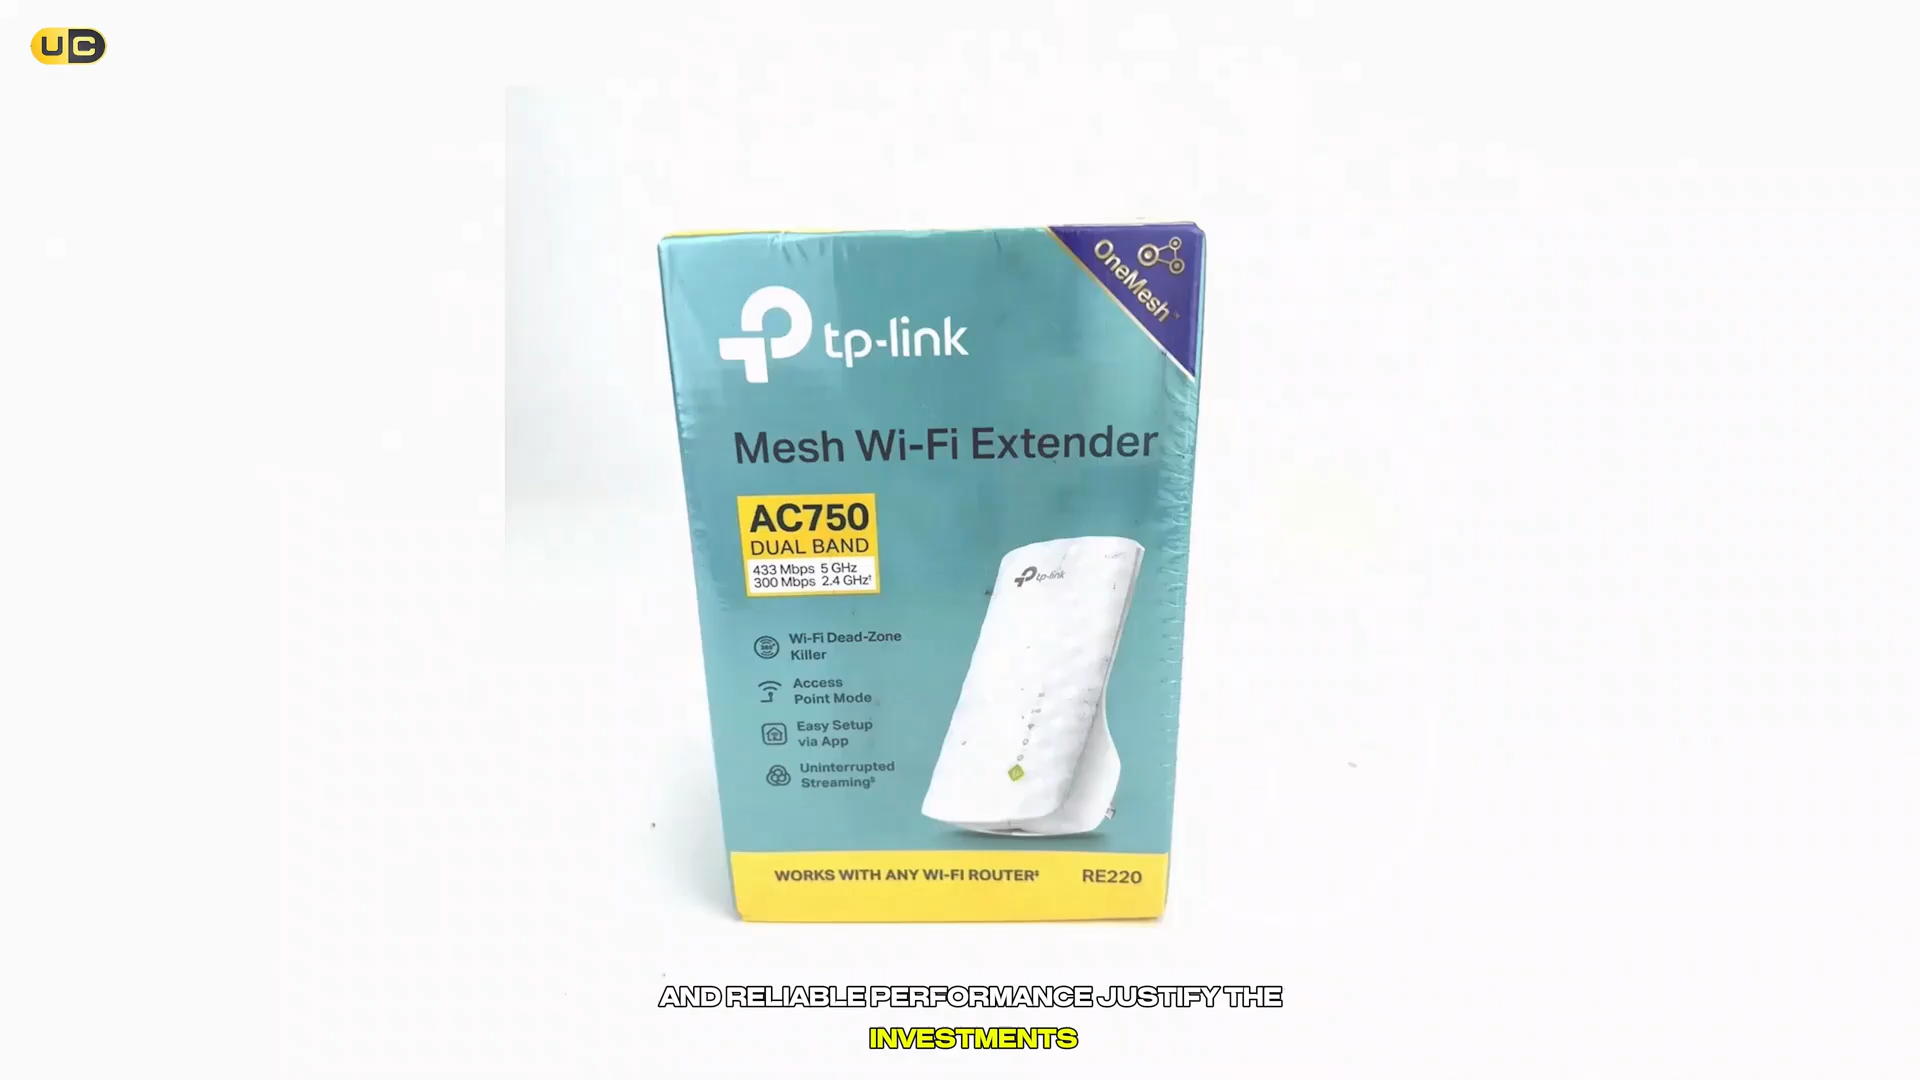 UC
OneMesh™
tp-link
Mesh Wi-Fi Extender
AC750
DUAL BAND
433 Mbps 5 GHz
300 Mbps 2.4 GHz†
tp-link
Wi-Fi Dead-Zone
Killer
Access
Point Mode
Easy Setup
via App
Uninterrupted
Streaming§
WORKS WITH ANY WI-FI ROUTER‡ RE220
AND RELIABLE PERFORMANCE JUSTIFY THE
INVESTMENTS